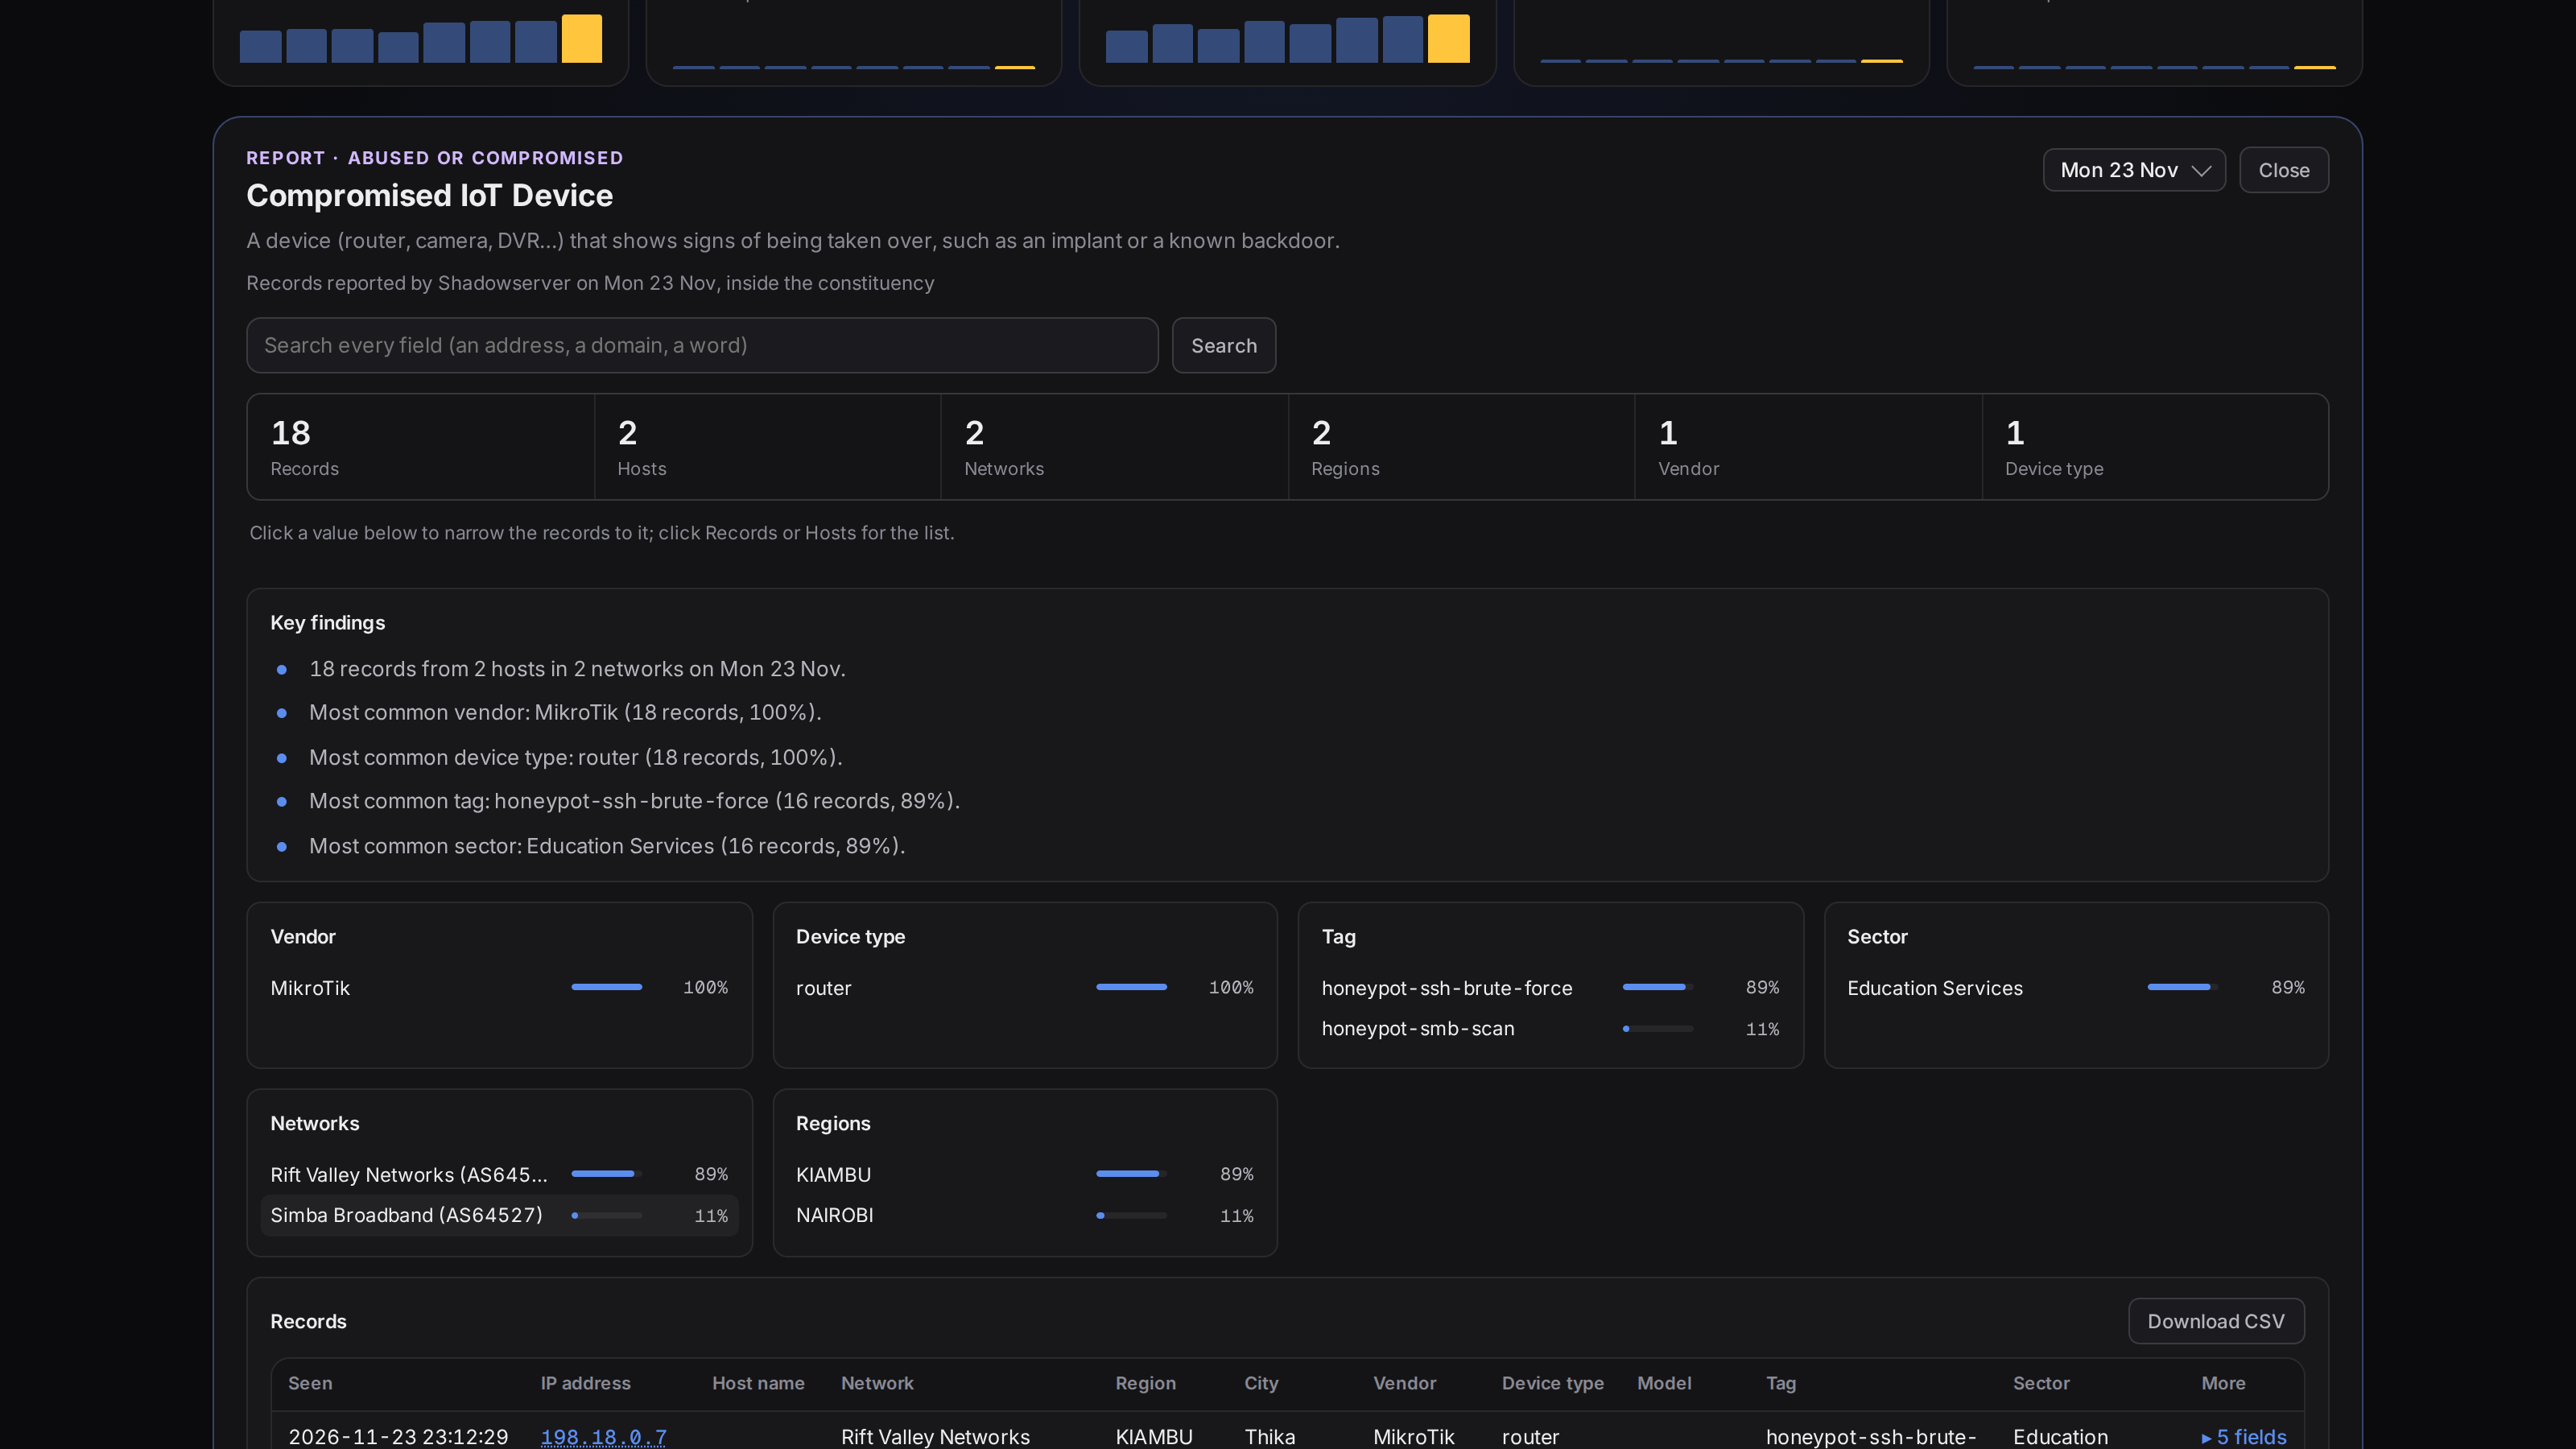 REPORT · ABUSED OR COMPROMISED
Compromised IoT Device
Mon 23 Nov
Close
A device (router, camera, DVR...) that shows signs of being taken over, such as an implant or a known backdoor.
Records reported by Shadowserver on Mon 23 Nov, inside the constituency
Search every field (an address, a domain, a word)
Search
18
Records
2
Hosts
2
Networks
2
Regions
1
Vendor
1
Device type
Click a value below to narrow the records to it; click Records or Hosts for the list.
Key findings
18 records from 2 hosts in 2 networks on Mon 23 Nov.
Most common vendor: MikroTik (18 records, 100%).
Most common device type: router (18 records, 100%).
Most common tag: honeypot-ssh-brute-force (16 records, 89%).
Most common sector: Education Services (16 records, 89%).
Vendor
MikroTik 100%
Device type
router 100%
Tag
honeypot-ssh-brute-force 89%
honeypot-smb-scan 11%
Sector
Education Services 89%
Networks
Rift Valley Networks (AS645... 89%
Simba Broadband (AS64527) 11%
Regions
KIAMBU 89%
NAIROBI 11%
Records
Download CSV
Seen IP address Host name Network Region City Vendor Device type Model Tag Sector More
2026-11-23 23:12:29 198.18.0.7 Rift Valley Networks KIAMBU Thika MikroTik router honeypot-ssh-brute- Education ▸ 5 fields